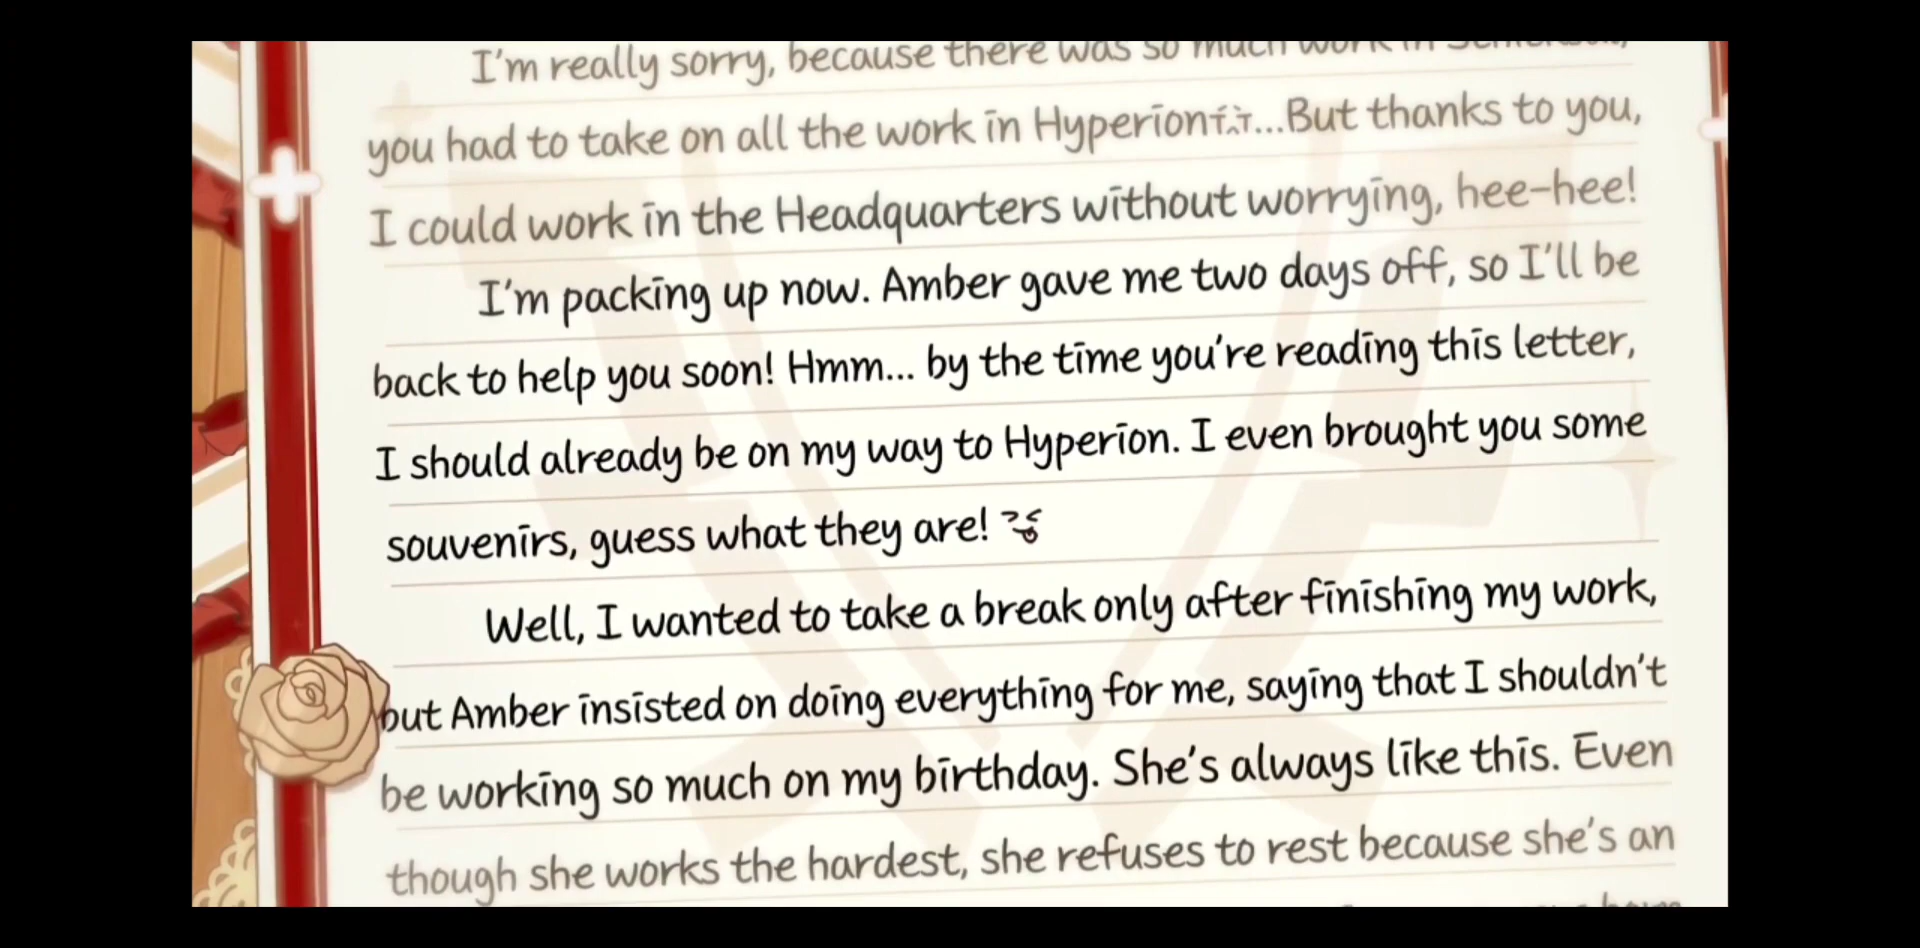 I'm really sorry, because there was so much work in
you had to take on all the work in Hyperion...But thanks to you,
I could work in the Headquarters without worrying, hee-hee!
I'm packing up now. Amber gave me two days off, so I'll be
back to help you soon! Hmm... by the time you're reading this letter,
I should already be on my way to Hyperion. I even brought you some
souvenirs, guess what they are!
Well, I wanted to take a break only after finishing my work,
but Amber insisted on doing everything for me, saying that I shouldn't
be working so much on my birthday. She's always like this. Even
though she works the hardest, she refuses to rest because she's an